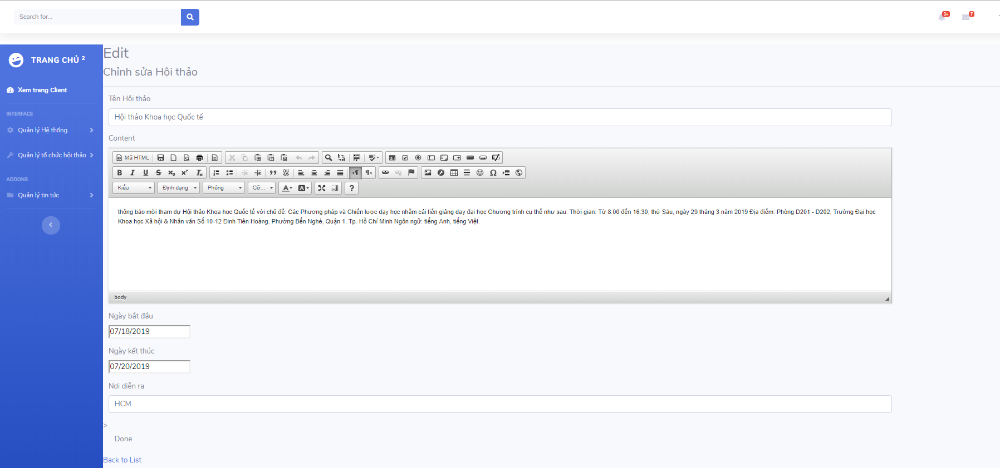 Search for...
3+
7
TRANG CHỦ 2
Xem trang Client
INTERFACE
Quản lý Hệ thống
Quản lý tổ chức hội thảo
ADDONS
Quản lý tin tức
Edit
Chỉnh sửa Hội thảo
Tên Hội thảo
Hội thảo Khoa học Quốc tế
Content
Mã HTML
Kiểu
Định dạng
Phông
Cỡ...
thông báo mời tham dự Hội thảo Khoa học Quốc tế với chủ đề: Các Phương pháp và Chiến lược dạy học nhằm cải tiến giảng dạy đại học Chương trình cụ thể như sau: Thời gian: Từ 8:00 đến 16:30, thứ Sáu, ngày 29 tháng 3 năm 2019 Địa điểm: Phòng D201 - D202, Trường Đại học
Khoa học Xã hội & Nhân văn Số 10-12 Đinh Tiên Hoàng, Phường Bến Nghé, Quận 1, Tp. Hồ Chí Minh Ngôn ngữ: tiếng Anh, tiếng Việt.
body
Ngày bắt đầu
07/18/2019
Ngày kết thúc
07/20/2019
Nơi diễn ra
HCM
>
Done
Back to List